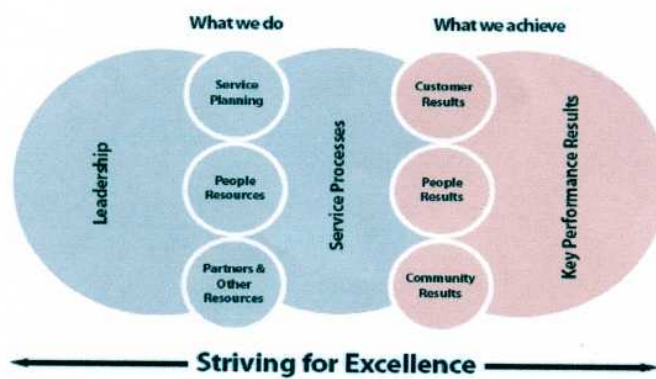 What we do
What we achieve
Service
Planning
Customer
Results
Leadership
People
Resources
Service Processes
People
Results
Key Performance Results
Partners &
Other
Resources
Community
Results
Striving for Excellence